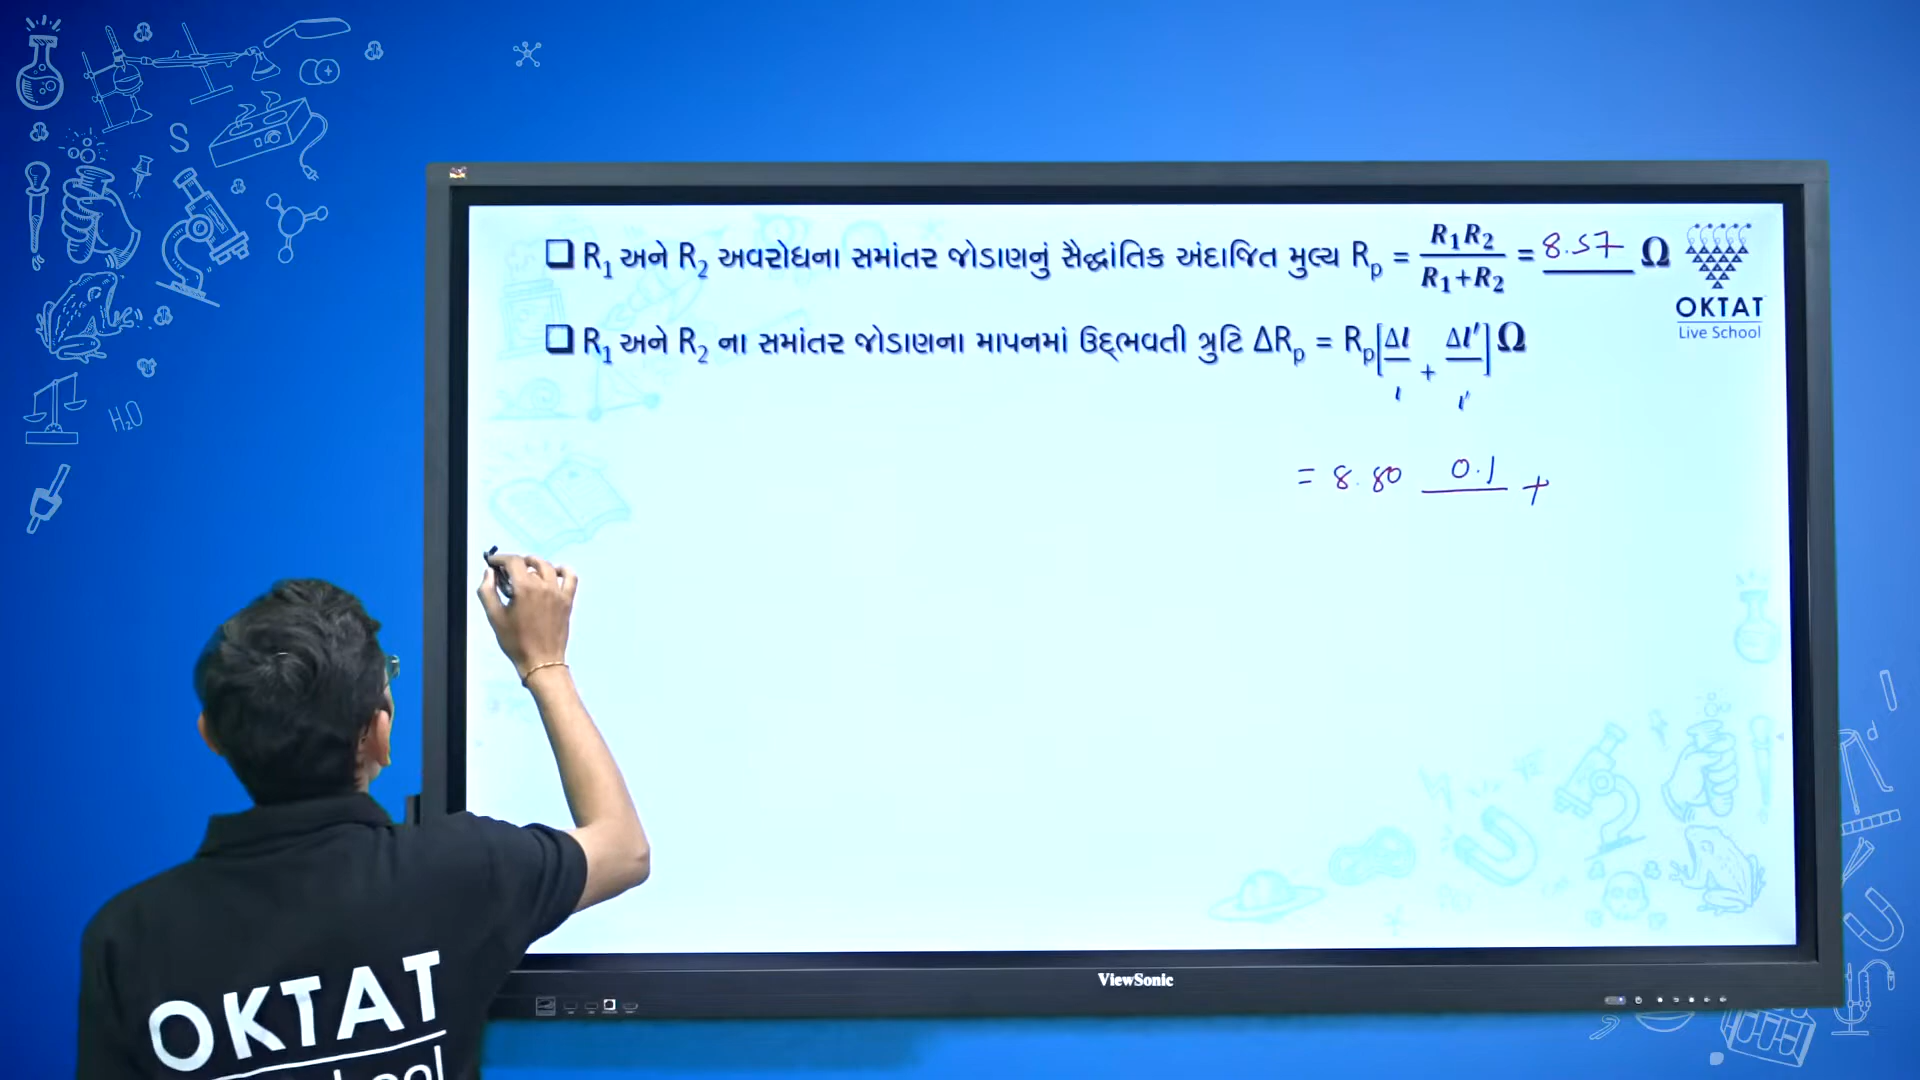 ❑ R₁ અને R₂ અવરોધના સમાંતર જોડાણનું સૈદ્ધાંતિક અંદાજિત મુલ્ય Rₚ = R₁R₂ / R₁+R₂ = 8.57 Ω
OKTAT
Live School
❑ R₁ અને R₂ ના સમાંતર જોડાણના માપનમાં ઉદ્‌ભવતી ત્રુટિ ΔRₚ = Rₚ[Δl / l + Δl′ / l′] Ω
= 8.80 0.1 +
ViewSonic
OKTAT
S
H₂O